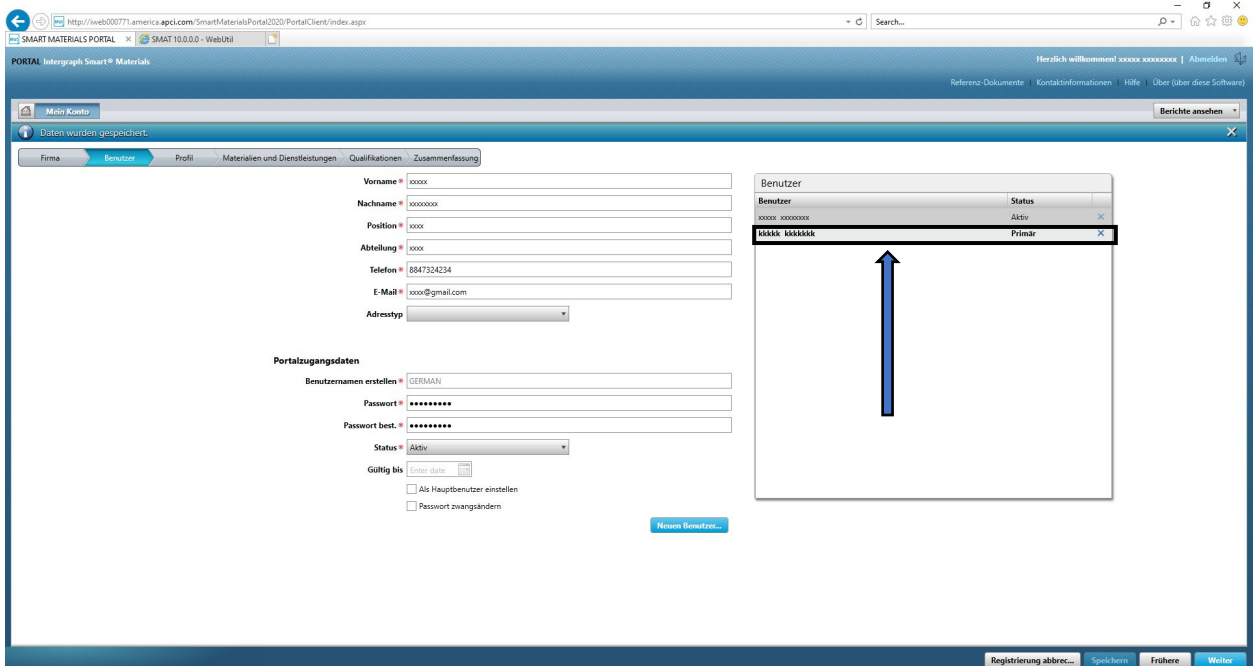 http://iweb000771.america.apci.com/SmartMaterialsPortal2020/PortalClient/index.aspx
Search...
SMART MATERIALS PORTAL
SMAT 10.0.0.0 - WebUtil
PORTAL Intergraph Smart® Materials
Herzlich willkommen! xxxxx xxxxxxxx | Abmelden
Referenz-Dokumente | Kontaktinformationen | Hilfe | Über (über diese Software)
Mein Konto
Berichte ansehen
Daten wurden gespeichert.
Firma Benutzer Profil Materialien und Dienstleistungen Qualifikationen Zusammenfassung
Vorname * xxxxx
Nachname * xxxxxxxx
Position * xxxx
Abteilung * xxxx
Telefon * 8847324234
E-Mail * xxxx@gmail.com
Adresstyp
Portalzugangsdaten
Benutzernamen erstellen * GERMAN
Passwort * •••••••••
Passwort best. * •••••••••
Status * Aktiv
Gültig bis Enter date
Als Hauptbenutzer einstellen
Passwort zwangsändern
Neuen Benutzer...
Benutzer
Benutzer Status
xxxxx xxxxxxxx Aktiv
kkkkk kkkkkkk Primär
Registrierung abbrec... Speichern Frühere Weiter